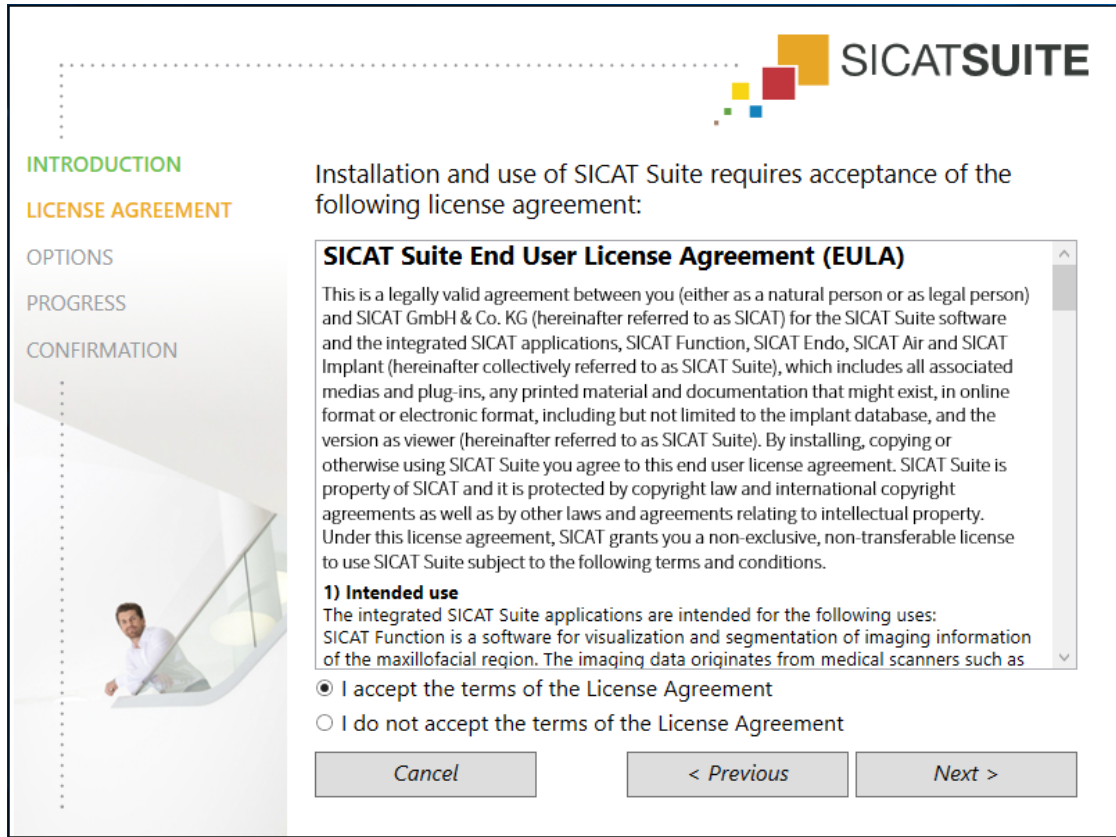 SICATSUITE
INTRODUCTION
LICENSE AGREEMENT
OPTIONS
PROGRESS
CONFIRMATION
Installation and use of SICAT Suite requires acceptance of the
following license agreement:
SICAT Suite End User License Agreement (EULA)
This is a legally valid agreement between you (either as a natural person or as legal person)
and SICAT GmbH & Co. KG (hereinafter referred to as SICAT) for the SICAT Suite software
and the integrated SICAT applications, SICAT Function, SICAT Endo, SICAT Air and SICAT
Implant (hereinafter collectively referred to as SICAT Suite), which includes all associated
medias and plug-ins, any printed material and documentation that might exist, in online
format or electronic format, including but not limited to the implant database, and the
version as viewer (hereinafter referred to as SICAT Suite). By installing, copying or
otherwise using SICAT Suite you agree to this end user license agreement. SICAT Suite is
property of SICAT and it is protected by copyright law and international copyright
agreements as well as by other laws and agreements relating to intellectual property.
Under this license agreement, SICAT grants you a non-exclusive, non-transferable license
to use SICAT Suite subject to the following terms and conditions.
1) Intended use
The integrated SICAT Suite applications are intended for the following uses:
SICAT Function is a software for visualization and segmentation of imaging information
of the maxillofacial region. The imaging data originates from medical scanners such as
I accept the terms of the License Agreement
I do not accept the terms of the License Agreement
Cancel
< Previous
Next >